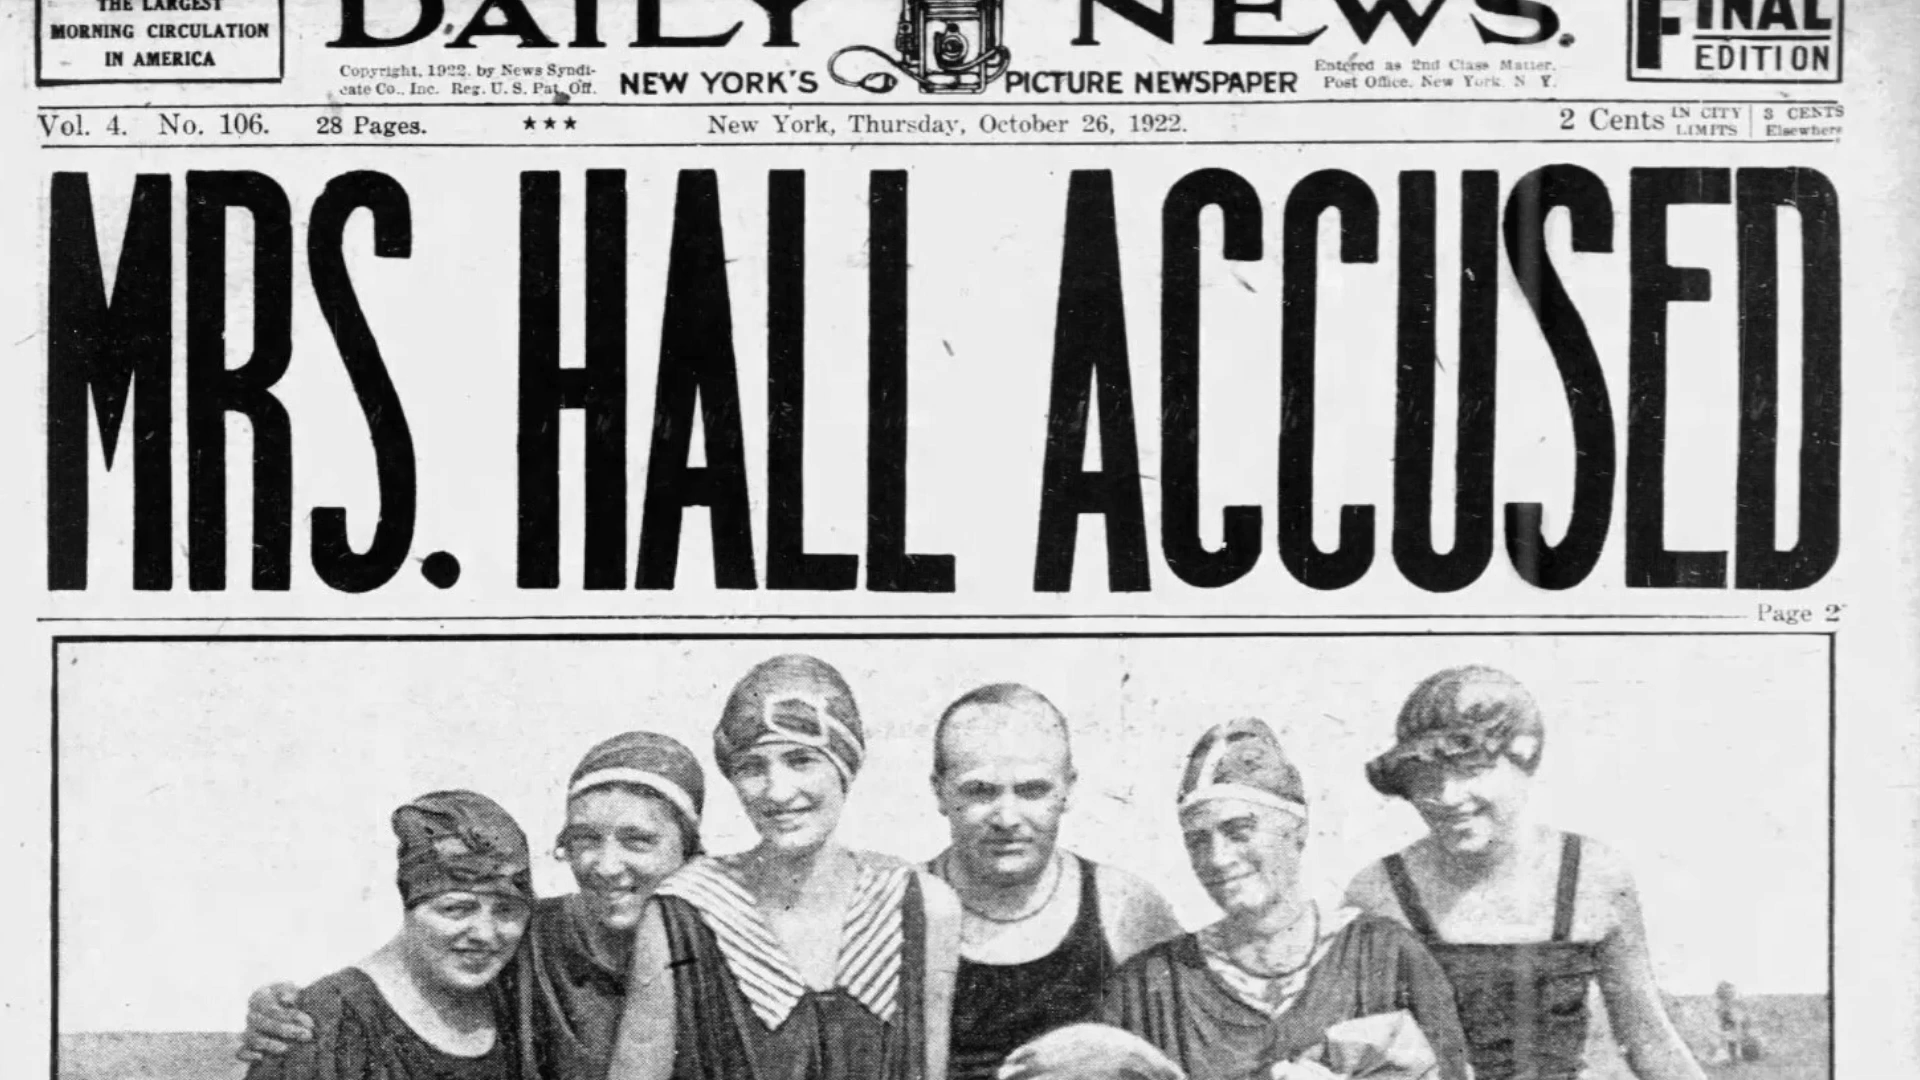 THE LARGEST
MORNING CIRCULATION
IN AMERICA
DAILY NEWS.
FINAL
EDITION
Copyright, 1922, by News Syndi-
cate Co., Inc. Reg. U. S. Pat. Off.
NEW YORK'S PICTURE NEWSPAPER
Entered as 2nd Class Matter,
Post Office, New York, N. Y.
Vol. 4. No. 106. 28 Pages. ★★★ New York, Thursday, October 26, 1922. 2 Cents IN CITY LIMITS | 3 CENTS Elsewhere
MRS. HALL ACCUSED
Page 2